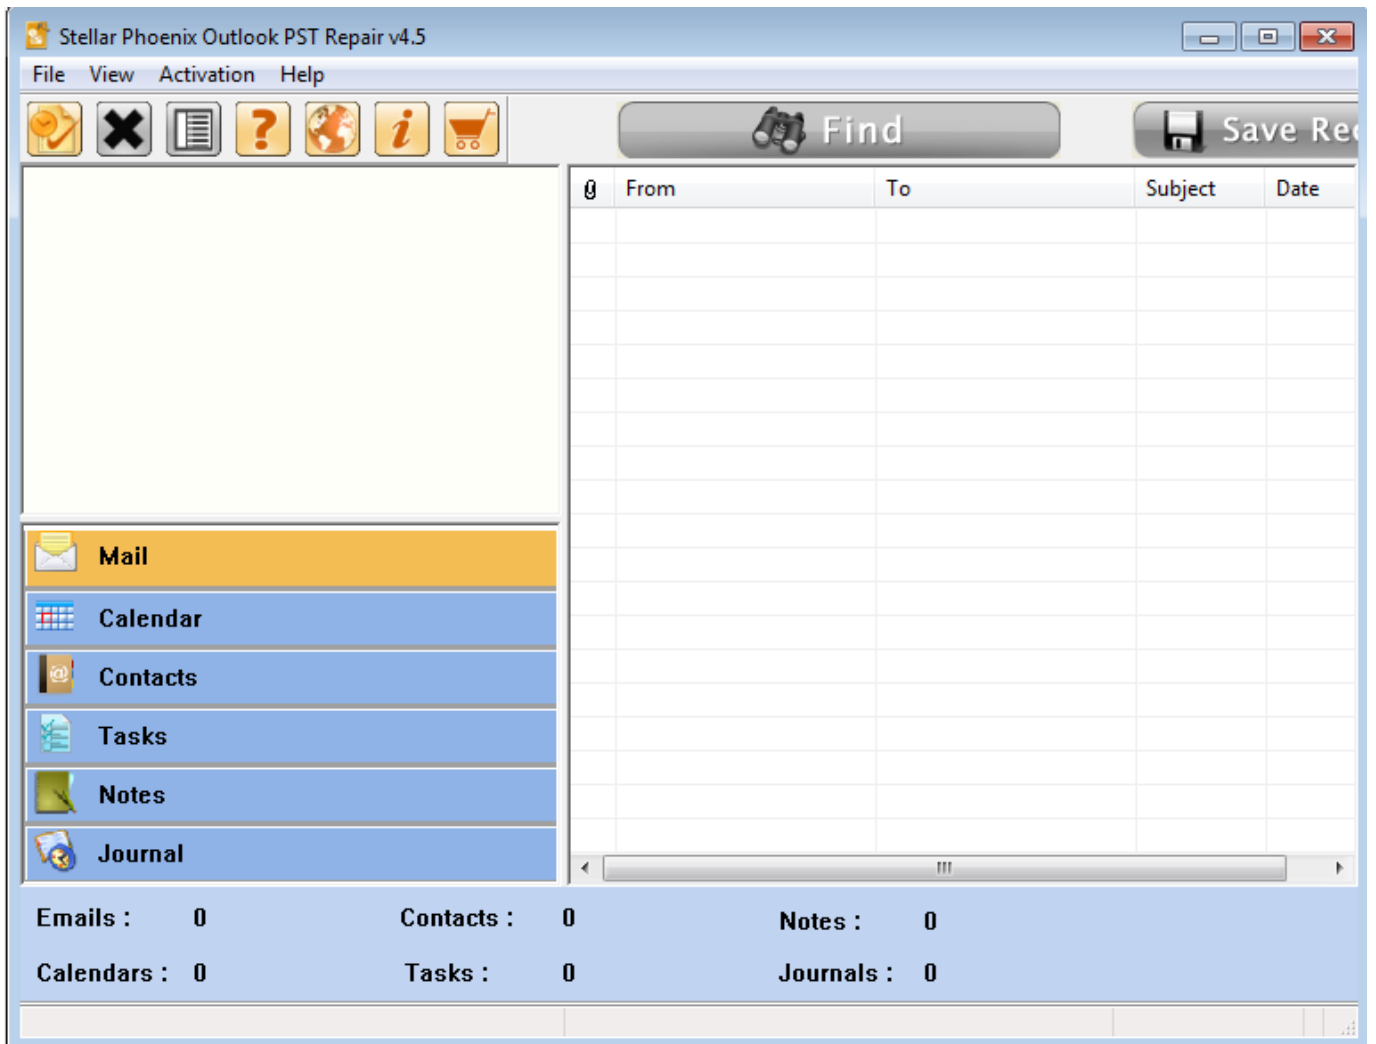 Stellar Phoenix Outlook PST Repair v4.5
File View Activation Help
Find Save Rec
From To Subject Date
Mail
Calendar
Contacts
Tasks
Notes
Journal
Emails : 0 Contacts : 0 Notes : 0
Calendars : 0 Tasks : 0 Journals : 0